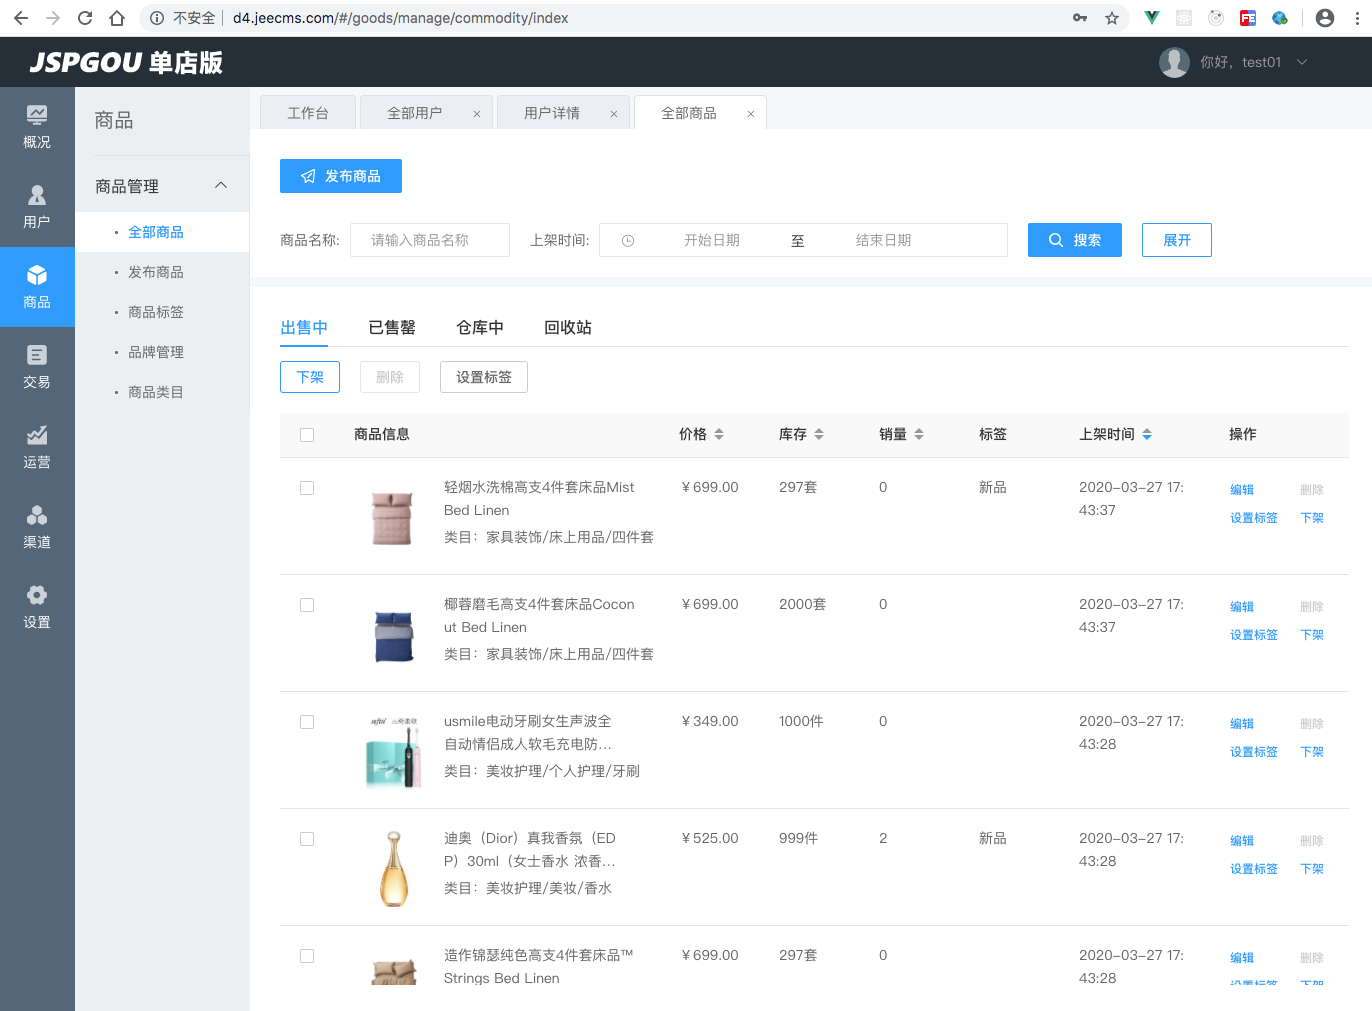 不安全 d4.jeecms.com/#/goods/manage/commodity/index
JSPGOU 单店版
你好，test01
概况
用户
商品
交易
运营
渠道
设置
商品
商品管理
全部商品
发布商品
商品标签
品牌管理
商品类目
工作台 全部用户 × 用户详情 × 全部商品 ×
发布商品
商品名称: 请输入商品名称 上架时间: 开始日期 至 结束日期 搜索 展开
出售中 已售罄 仓库中 回收站
下架 删除 设置标签
商品信息 价格 库存 销量 标签 上架时间 操作
轻烟水洗棉高支4件套床品Mist ￥699.00 297套 0 新品 2020-03-27 17: 编辑 删除
Bed Linen 43:37 设置标签 下架
类目：家具装饰/床上用品/四件套
椰蓉磨毛高支4件套床品Cocon ￥699.00 2000套 0 2020-03-27 17: 编辑 删除
ut Bed Linen 43:37 设置标签 下架
类目：家具装饰/床上用品/四件套
usmile电动牙刷女生声波全 ￥349.00 1000件 0 2020-03-27 17: 编辑 删除
自动情侣成人软毛充电防... 43:28 设置标签 下架
类目：美妆护理/个人护理/牙刷
迪奥（Dior）真我香氛（ED ￥525.00 999件 2 新品 2020-03-27 17: 编辑 删除
P）30ml（女士香水 浓香... 43:28 设置标签 下架
类目：美妆护理/美妆/香水
造作锦瑟纯色高支4件套床品™ ￥699.00 297套 0 2020-03-27 17: 编辑 删除
Strings Bed Linen 43:28 设置标签 下架